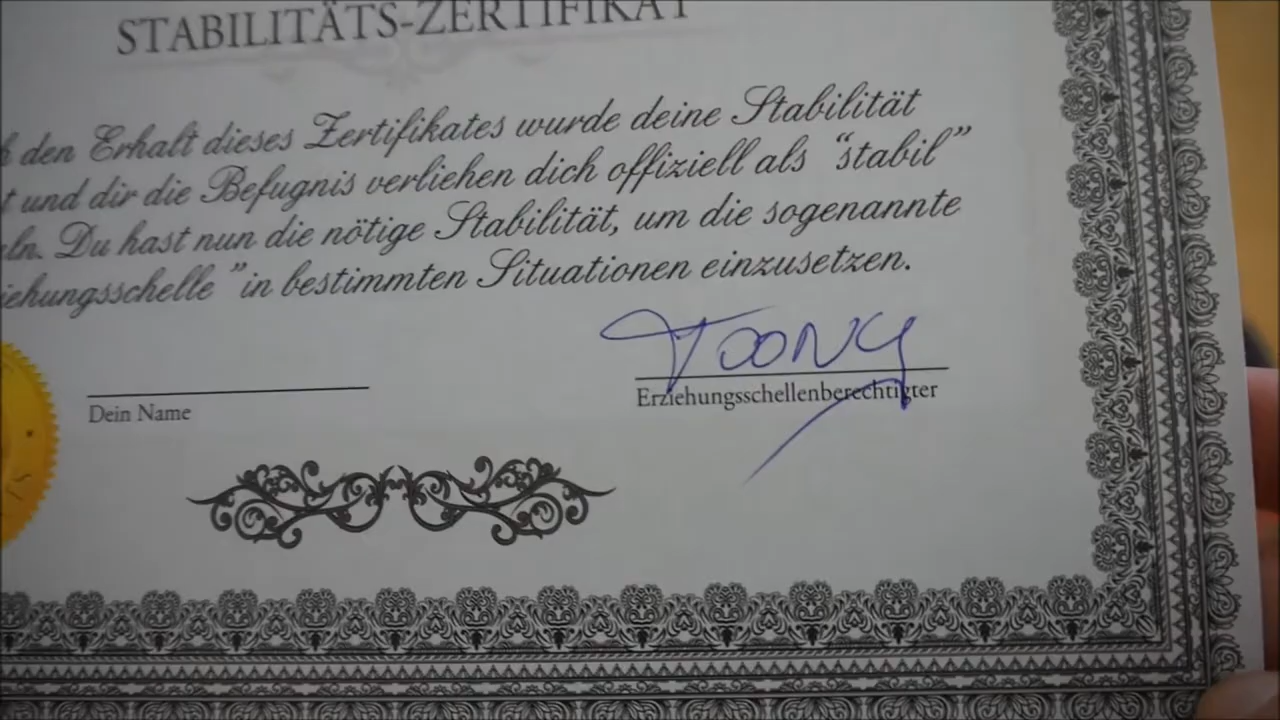 STABILITÄTS-ZERTIFIKAT
den Erhalt dieses Zertifikates wurde deine Stabilität
und dir die Befugnis verliehen dich offiziell als “stabil”
Du hast nun die nötige Stabilität, um die sogenannte
iehungsschelle ” in bestimmten Situationen einzusetzen.
TOONY
Dein Name
Erziehungsschellenberechtigter